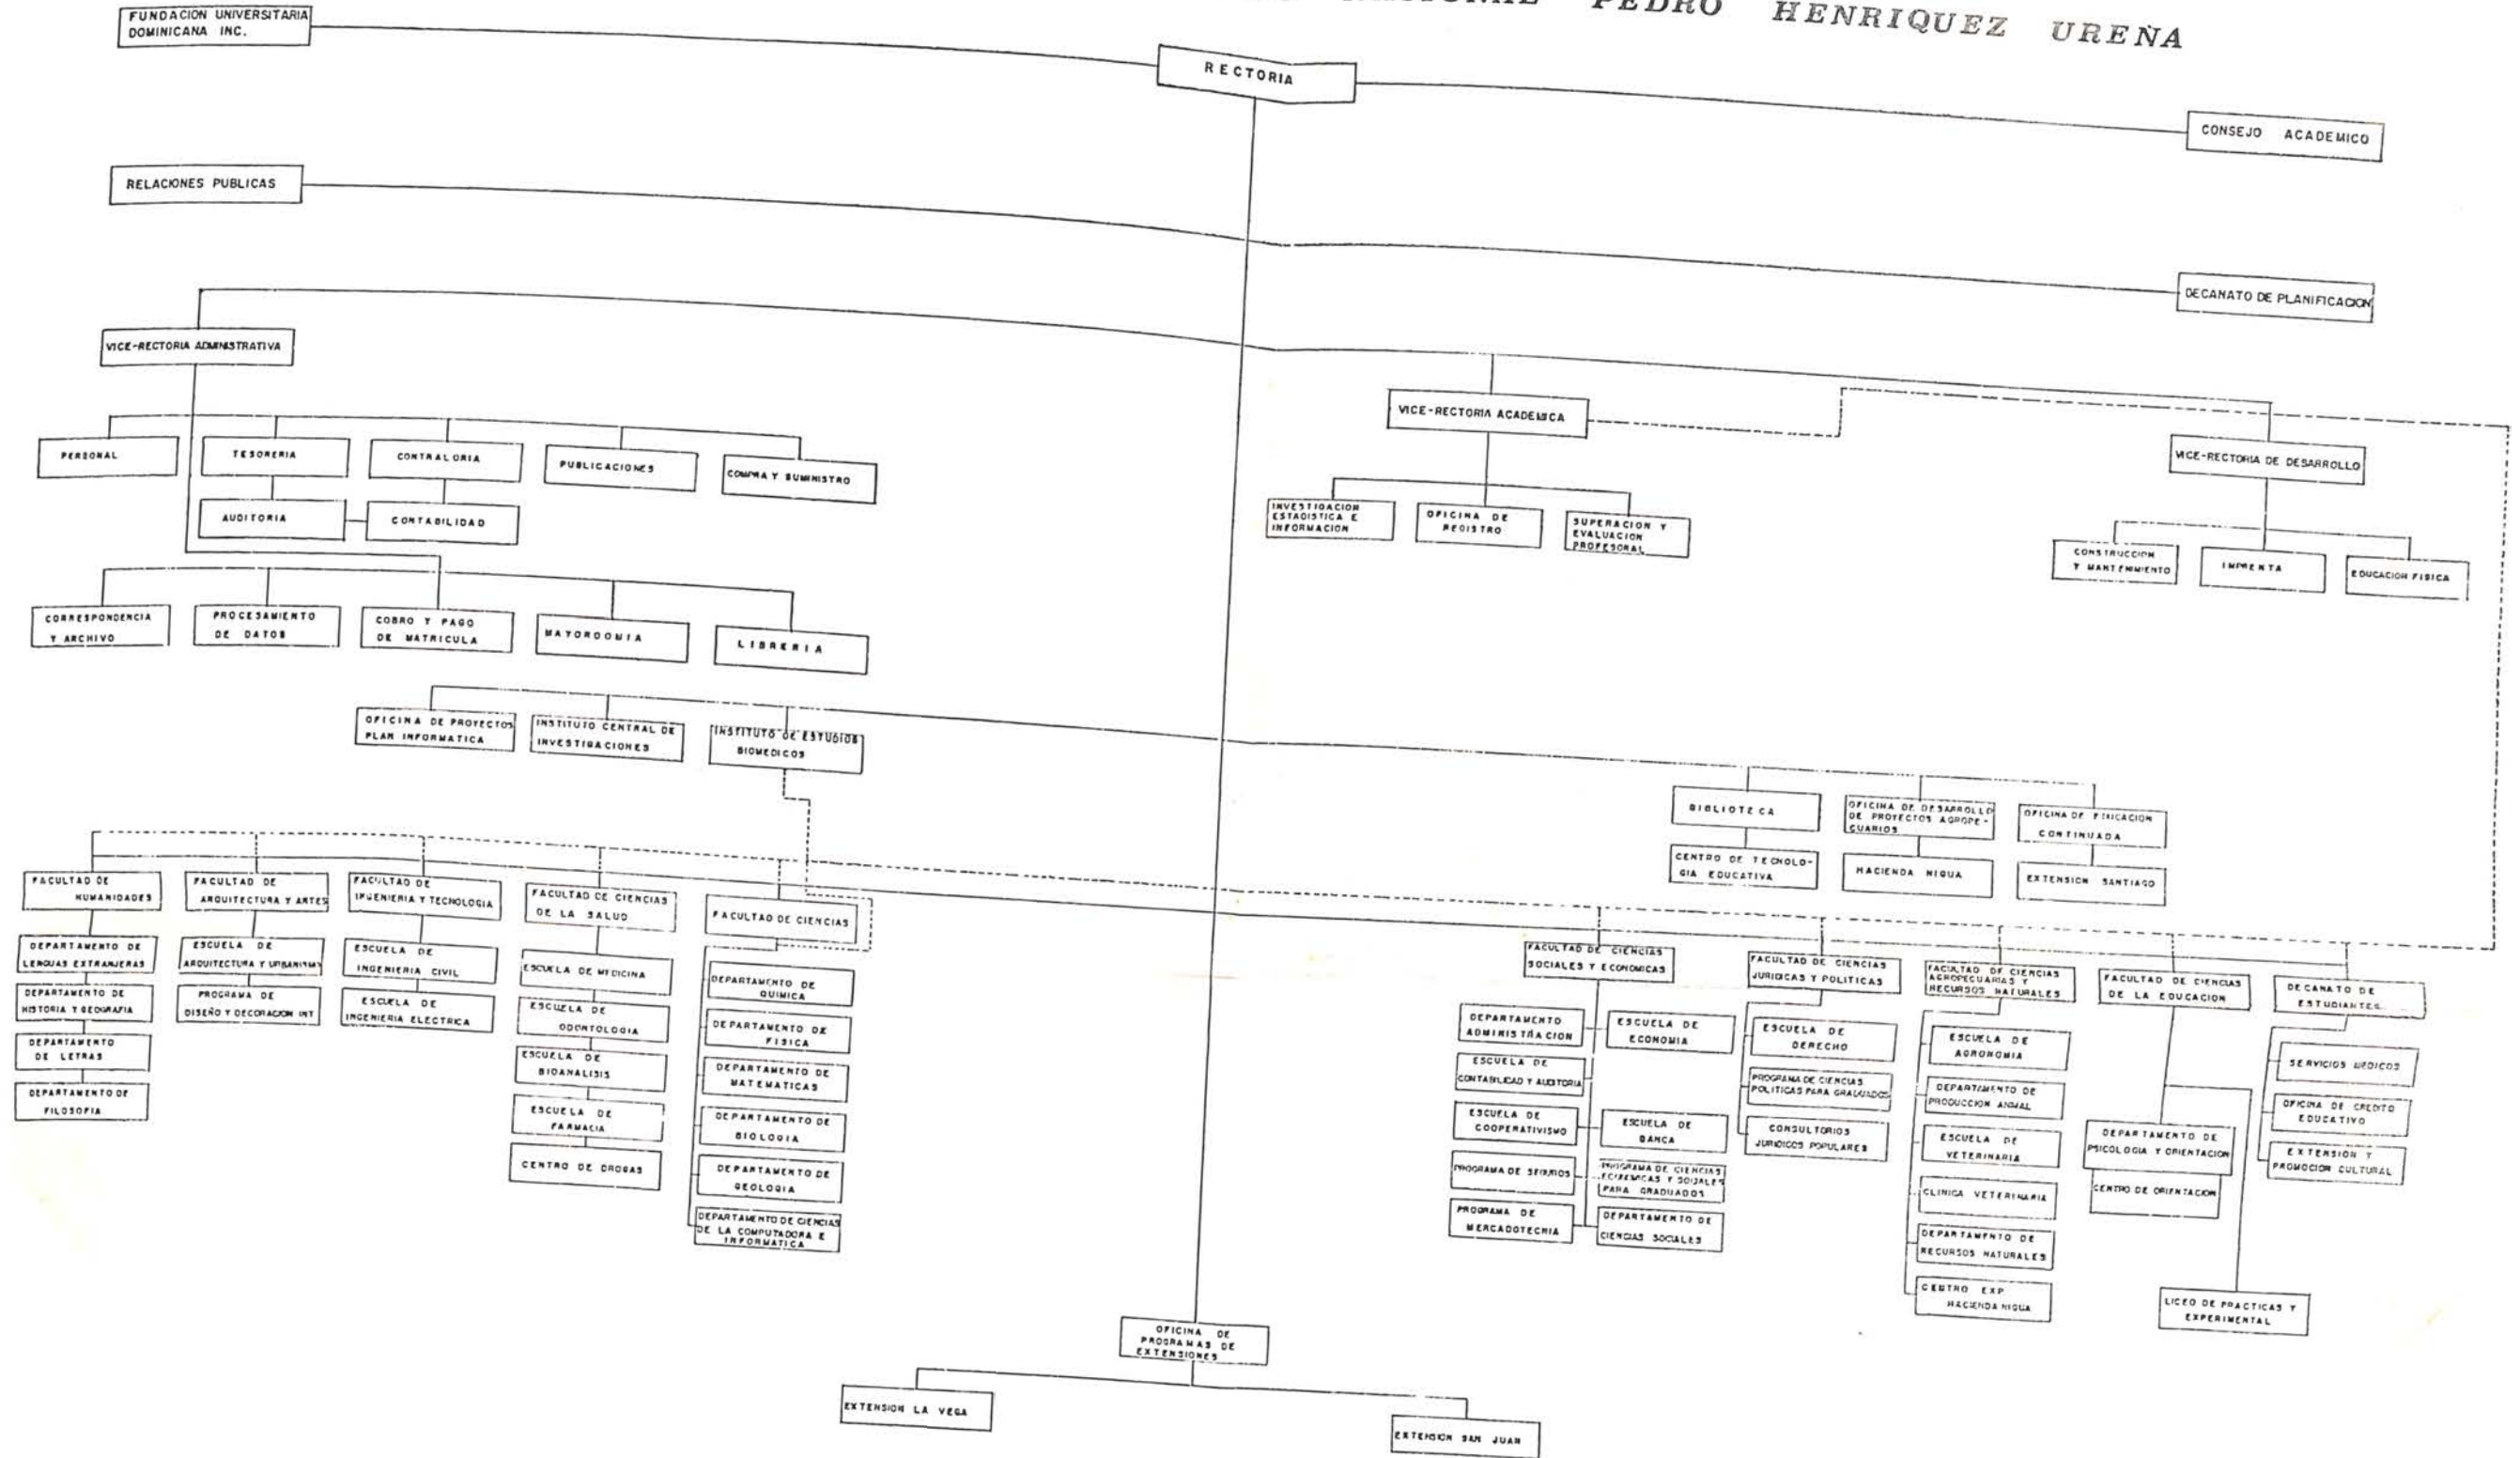 NACIONAL PEDRO HENRIQUEZ UREÑA
FUNDACION UNIVERSITARIA
DOMINICANA INC.
RECTORIA
CONSEJO ACADEMICO
RELACIONES PUBLICAS
DECANATO DE PLANIFICACION
VICE-RECTORIA ADMINISTRATIVA
VICE-RECTORIA ACADEMICA
VICE-RECTORIA DE DESARROLLO
PERSONAL
TESORERIA
CONTRALORIA
PUBLICACIONES
COMPRA Y SUMINISTRO
AUDITORIA
CONTABILIDAD
INVESTIGACION
ESTADISTICA E
INFORMACION
OFICINA DE
REGISTRO
SUPERACION Y
EVALUACION
PROFESORAL
CONSTRUCCION
Y MANTENIMIENTO
IMPRENTA
EDUCACION FISICA
CORRESPONDENCIA
Y ARCHIVO
PROCESAMIENTO
DE DATOS
COBRO Y PAGO
DE MATRICULA
MAYORDOMIA
LIBRERIA
OFICINA DE PROYECTOS
PLAN INFORMATICA
INSTITUTO CENTRAL DE
INVESTIGACIONES
INSTITUTO DE ESTUDIOS
BIOMEDICOS
BIBLIOTECA
OFICINA DE DESARROLLO
DE PROYECTOS AGROPE-
CUARIOS
OFICINA DE EDUCACION
CONTINUADA
CENTRO DE TECNOLO-
GIA EDUCATIVA
HACIENDA NIGUA
EXTENSION SANTIAGO
FACULTAD DE
HUMANIDADES
FACULTAD DE
ARQUITECTURA Y ARTES
FACULTAD DE
INGENIERIA Y TECNOLOGIA
FACULTAD DE CIENCIAS
DE LA SALUD
FACULTAD DE CIENCIAS
FACULTAD DE CIENCIAS
SOCIALES Y ECONOMICAS
FACULTAD DE CIENCIAS
JURIDICAS Y POLITICAS
FACULTAD DE CIENCIAS
AGROPECUARIAS Y
RECURSOS NATURALES
FACULTAD DE CIENCIAS
DE LA EDUCACION
DECANATO DE
ESTUDIANTES
DEPARTAMENTO DE
LENGUAS EXTRANJERAS
DEPARTAMENTO DE
HISTORIA Y GEOGRAFIA
DEPARTAMENTO
DE LETRAS
DEPARTAMENTO DE
FILOSOFIA
ESCUELA DE
ARQUITECTURA Y URBANISMO
PROGRAMA DE
DISEÑO Y DECORACION INT
ESCUELA DE
INGENIERIA CIVIL
ESCUELA DE
INGENIERIA ELECTRICA
ESCUELA DE MEDICINA
ESCUELA DE
ODONTOLOGIA
ESCUELA DE
BIOANALISIS
ESCUELA DE
FARMACIA
CENTRO DE DROGAS
DEPARTAMENTO DE
QUIMICA
DEPARTAMENTO DE
FISICA
DEPARTAMENTO DE
MATEMATICAS
DEPARTAMENTO DE
BIOLOGIA
DEPARTAMENTO DE
GEOLOGIA
DEPARTAMENTO DE CIENCIAS
DE LA COMPUTADORA E
INFORMATICA
DEPARTAMENTO
ADMINISTRACION
ESCUELA DE
ECONOMIA
ESCUELA DE
CONTABILIDAD Y AUDITORIA
ESCUELA DE
COOPERATIVISMO
ESCUELA DE
BANCA
PROGRAMA DE SEGUROS
PROGRAMA DE CIENCIAS
ECONOMICAS Y SOCIALES
PARA GRADUADOS
PROGRAMA DE
MERCADOTECNIA
DEPARTAMENTO DE
CIENCIAS SOCIALES
ESCUELA DE
DERECHO
PROGRAMA DE CIENCIAS
POLITICAS PARA GRADUADOS
CONSULTORIOS
JURIDICOS POPULARES
ESCUELA DE
AGRONOMIA
DEPARTAMENTO DE
PRODUCCION ANIMAL
ESCUELA DE
VETERINARIA
CLINICA VETERINARIA
DEPARTAMENTO DE
RECURSOS NATURALES
CENTRO EXP
HACIENDA NIGUA
DEPARTAMENTO DE
PSICOLOGIA Y ORIENTACION
CENTRO DE ORIENTACION
LICEO DE PRACTICAS Y
EXPERIMENTAL
SERVICIOS MEDICOS
OFICINA DE CREDITO
EDUCATIVO
EXTENSION Y
PROMOCION CULTURAL
OFICINA DE
PROGRAMAS DE
EXTENSIONES
EXTENSION LA VEGA
EXTENSION SAN JUAN